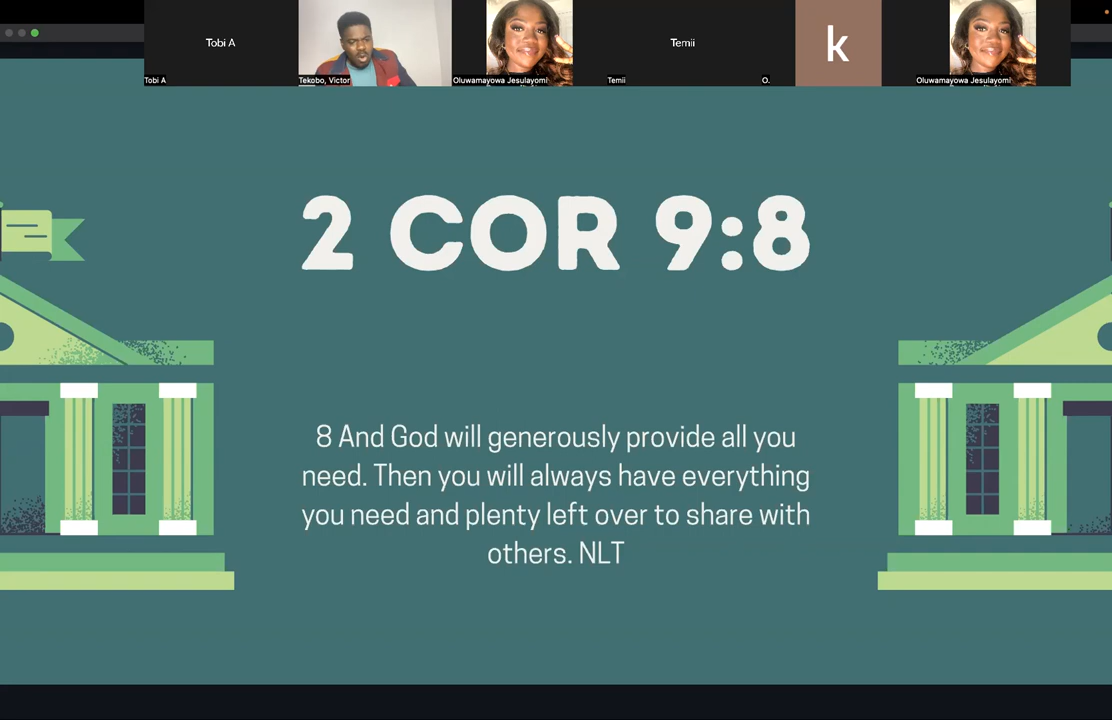 Tobi A
Temii
k
Tobi A
Tekobo, Victor
Oluwamayowa Jesulayomi
Temii
O.
Oluwamayowa Jesulayomi
2 COR 9:8
8 And God will generously provide all you
need. Then you will always have everything
you need and plenty left over to share with
others. NLT